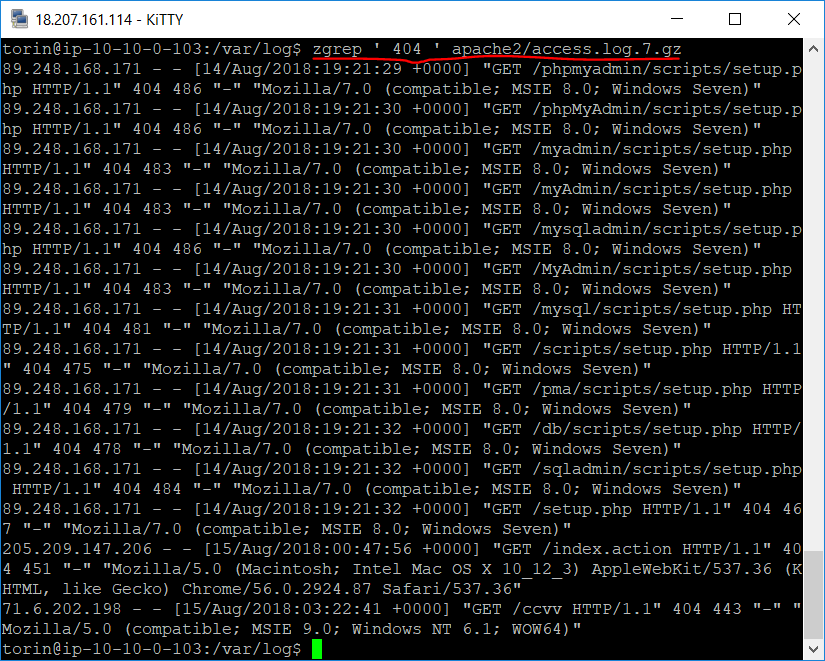 18.207.161.114 - KiTTY
torin@ip-10-10-0-103:/var/log$ zgrep ' 404 ' apache2/access.log.7.gz
89.248.168.171 - - [14/Aug/2018:19:21:29 +0000] "GET /phpmyadmin/scripts/setup.p
hp HTTP/1.1" 404 486 "-" "Mozilla/7.0 (compatible; MSIE 8.0; Windows Seven)"
89.248.168.171 - - [14/Aug/2018:19:21:30 +0000] "GET /phpMyAdmin/scripts/setup.p
hp HTTP/1.1" 404 486 "-" "Mozilla/7.0 (compatible; MSIE 8.0; Windows Seven)"
89.248.168.171 - - [14/Aug/2018:19:21:30 +0000] "GET /myadmin/scripts/setup.php
HTTP/1.1" 404 483 "-" "Mozilla/7.0 (compatible; MSIE 8.0; Windows Seven)"
89.248.168.171 - - [14/Aug/2018:19:21:30 +0000] "GET /myAdmin/scripts/setup.php
HTTP/1.1" 404 483 "-" "Mozilla/7.0 (compatible; MSIE 8.0; Windows Seven)"
89.248.168.171 - - [14/Aug/2018:19:21:30 +0000] "GET /mysqladmin/scripts/setup.p
hp HTTP/1.1" 404 486 "-" "Mozilla/7.0 (compatible; MSIE 8.0; Windows Seven)"
89.248.168.171 - - [14/Aug/2018:19:21:30 +0000] "GET /MyAdmin/scripts/setup.php
HTTP/1.1" 404 483 "-" "Mozilla/7.0 (compatible; MSIE 8.0; Windows Seven)"
89.248.168.171 - - [14/Aug/2018:19:21:31 +0000] "GET /mysql/scripts/setup.php HT
TP/1.1" 404 481 "-" "Mozilla/7.0 (compatible; MSIE 8.0; Windows Seven)"
89.248.168.171 - - [14/Aug/2018:19:21:31 +0000] "GET /scripts/setup.php HTTP/1.1
" 404 475 "-" "Mozilla/7.0 (compatible; MSIE 8.0; Windows Seven)"
89.248.168.171 - - [14/Aug/2018:19:21:31 +0000] "GET /pma/scripts/setup.php HTTP
/1.1" 404 479 "-" "Mozilla/7.0 (compatible; MSIE 8.0; Windows Seven)"
89.248.168.171 - - [14/Aug/2018:19:21:32 +0000] "GET /db/scripts/setup.php HTTP/
1.1" 404 478 "-" "Mozilla/7.0 (compatible; MSIE 8.0; Windows Seven)"
89.248.168.171 - - [14/Aug/2018:19:21:32 +0000] "GET /sqladmin/scripts/setup.php
 HTTP/1.1" 404 484 "-" "Mozilla/7.0 (compatible; MSIE 8.0; Windows Seven)"
89.248.168.171 - - [14/Aug/2018:19:21:32 +0000] "GET /setup.php HTTP/1.1" 404 46
7 "-" "Mozilla/7.0 (compatible; MSIE 8.0; Windows Seven)"
205.209.147.206 - - [15/Aug/2018:00:47:56 +0000] "GET /index.action HTTP/1.1" 40
4 451 "-" "Mozilla/5.0 (Macintosh; Intel Mac OS X 10_12_3) AppleWebKit/537.36 (K
HTML, like Gecko) Chrome/56.0.2924.87 Safari/537.36"
71.6.202.198 - - [15/Aug/2018:03:22:41 +0000] "GET /ccvv HTTP/1.1" 404 443 "-" "
Mozilla/5.0 (compatible; MSIE 9.0; Windows NT 6.1; WOW64)"
torin@ip-10-10-0-103:/var/log$